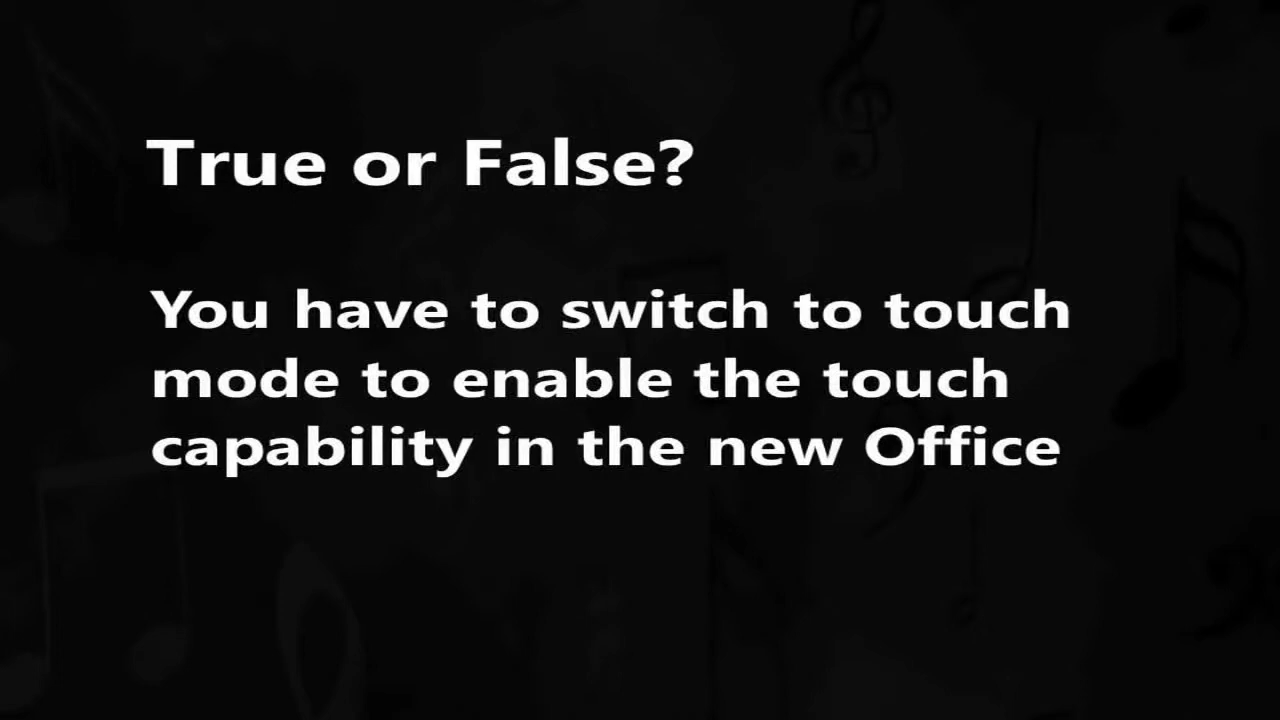 True or False?
You have to switch to touch
mode to enable the touch
capability in the new Office